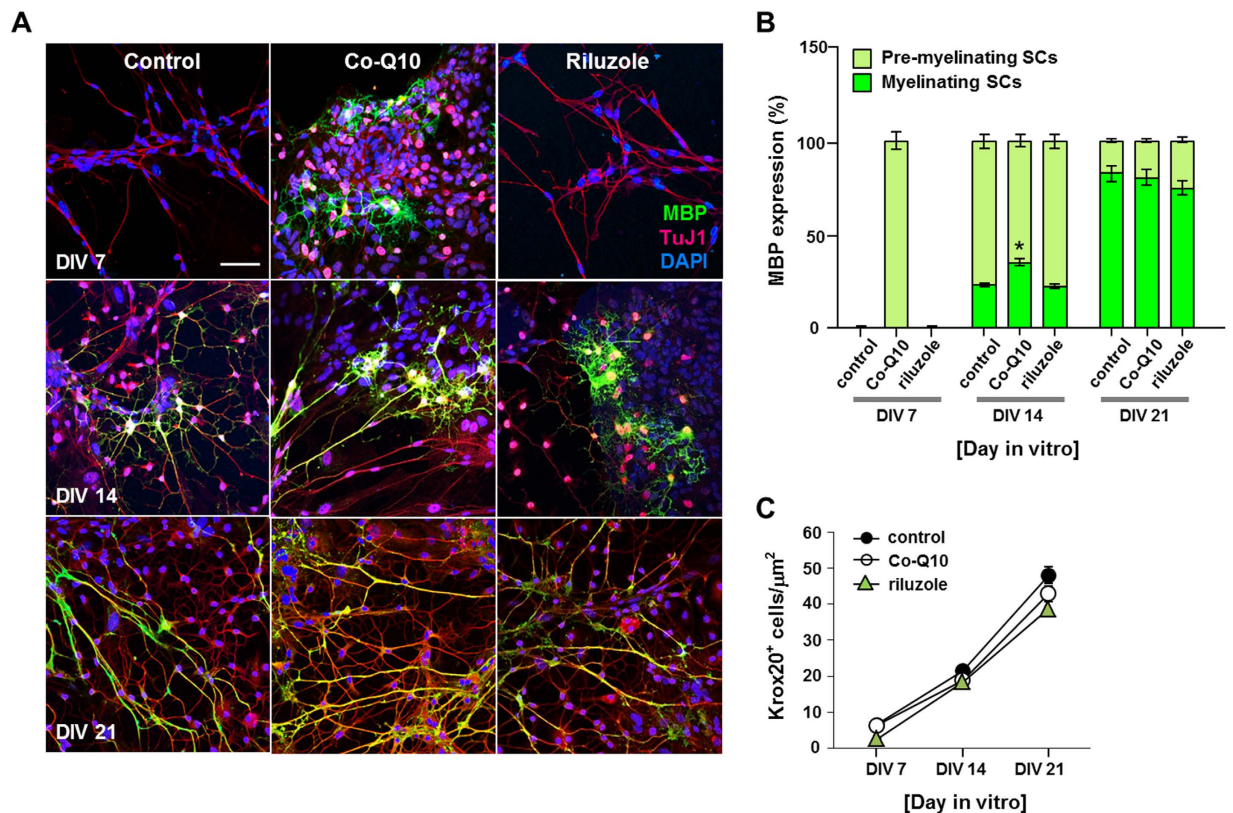 A
Control
Co-Q10
Riluzole
MBP
TuJ1
DAPI
DIV 7
DIV 14
DIV 21
B
Pre-myelinating SCs
Myelinating SCs
MBP expression (%)
150
100
50
0
*
control
Co-Q10
riluzole
control
Co-Q10
riluzole
control
Co-Q10
riluzole
DIV 7
DIV 14
DIV 21
[Day in vitro]
C
control
Co-Q10
riluzole
Krox20⁺ cells/µm²
60
50
40
30
20
10
0
DIV 7
DIV 14
DIV 21
[Day in vitro]